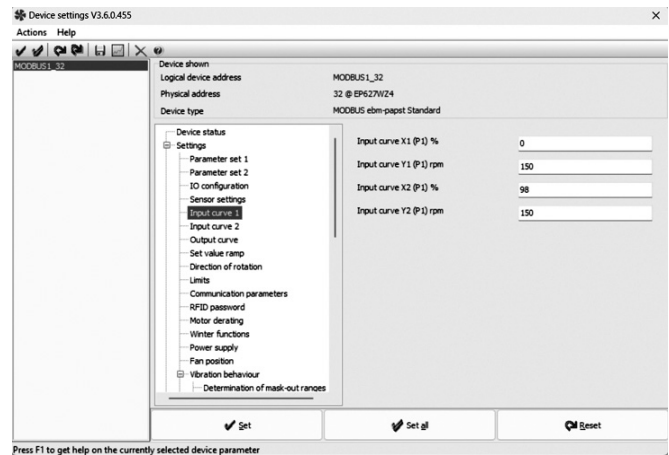 Device settings V3.6.0.455
Actions Help
MODBUS1_32
Device shown
Logical device address MODBUS1_32
Physical address 32 @ EP627WZ4
Device type MODBUS ebm-papst Standard
Device status
Settings
Parameter set 1
Parameter set 2
IO configuration
Sensor settings
Input curve 1
Input curve 2
Output curve
Set value ramp
Direction of rotation
Limits
Communication parameters
RFID password
Motor derating
Winter functions
Power supply
Fan position
Vibration behaviour
Determination of mask-out ranges
Input curve X1 (P1) % 0
Input curve Y1 (P1) rpm 150
Input curve X2 (P1) % 98
Input curve Y2 (P1) rpm 150
Set
Set all
Reset
Press F1 to get help on the currently selected device parameter